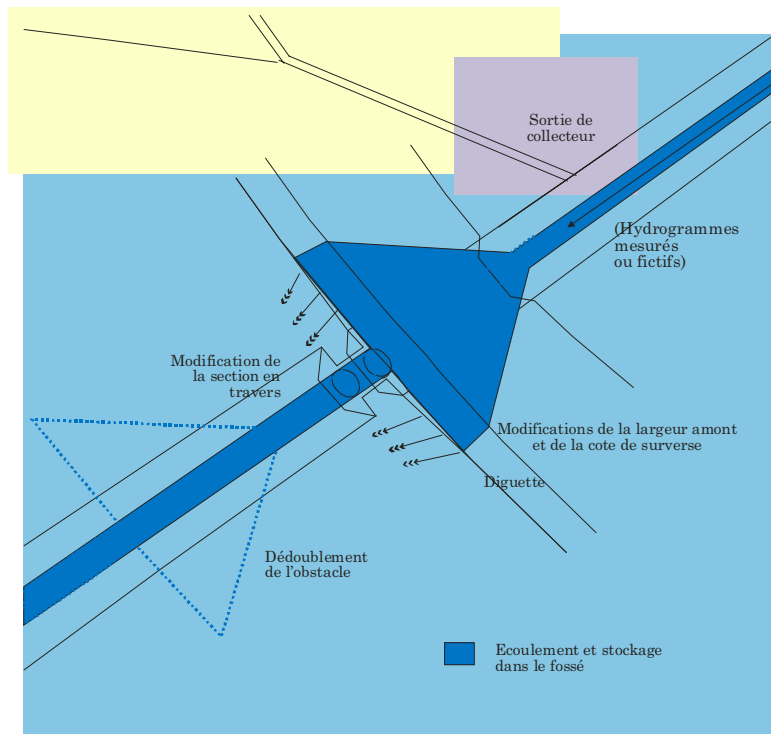 Sortie de
collecteur
(Hydrogrammes
mesurés
ou fictifs)
Modification de
la section en
travers
Modifications de la largeur amont
et de la cote de surverse
Diguette
Dédoublement
de l'obstacle
Ecoulement et stockage
dans le fossé